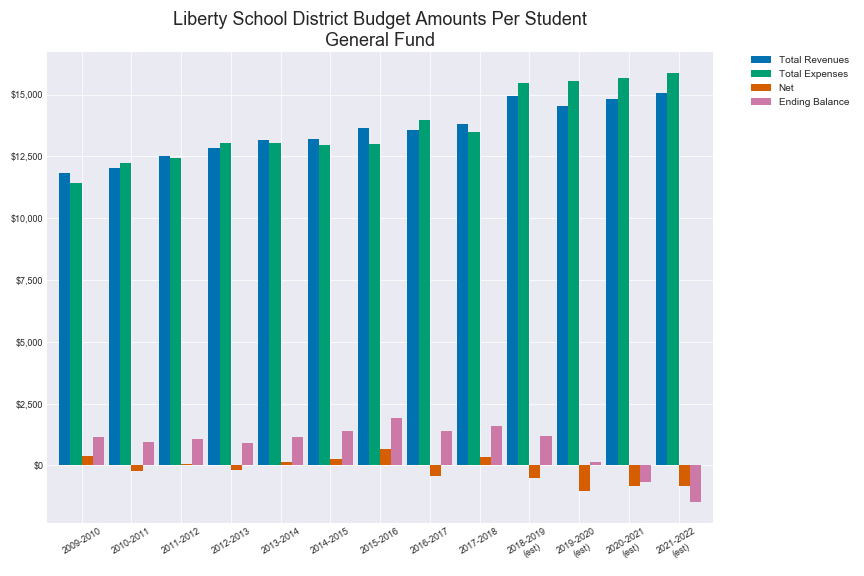 Liberty School District Budget Amounts Per Student
General Fund
Total Revenues
Total Expenses
Net
Ending Balance
$15,000
$12,500
$10,000
$7,500
$5,000
$2,500
$0
2009-2010
2010-2011
2011-2012
2012-2013
2013-2014
2014-2015
2015-2016
2016-2017
2017-2018
2018-2019
(est)
2019-2020
(est)
2020-2021
(est)
2021-2022
(est)